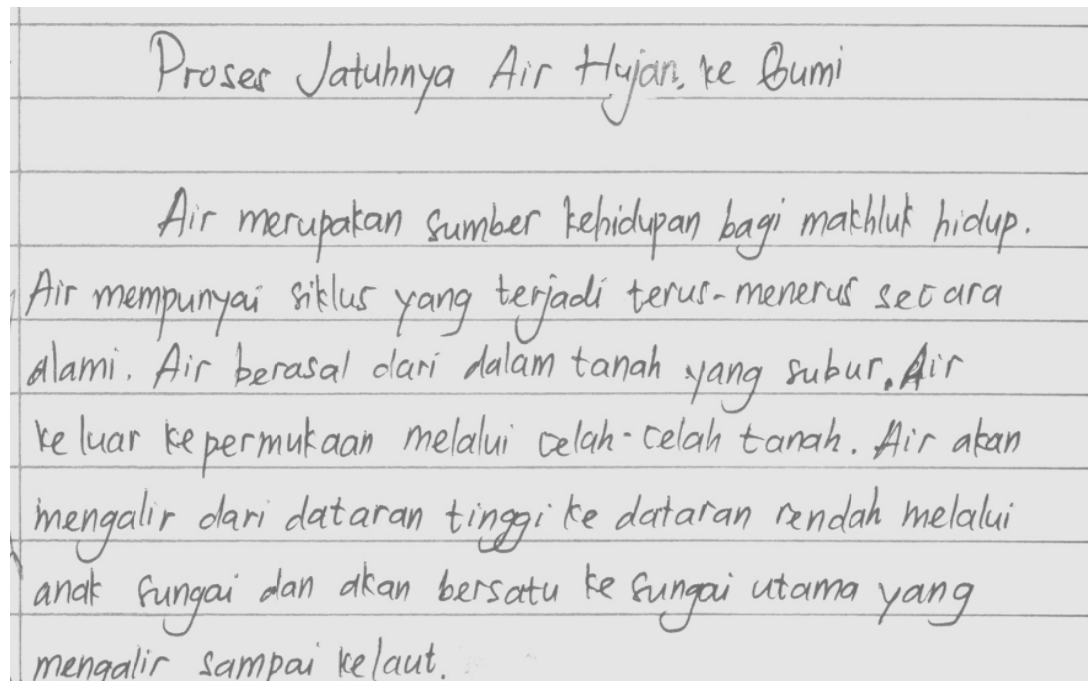 Proses Jatuhnya Air Hujan ke Bumi
Air merupakan sumber kehidupan bagi makhluk hidup.
Air mempunyai siklus yang terjadi terus-menerus secara
alami. Air berasal dari dalam tanah yang subur. Air
keluar kepermukaan melalui celah-celah tanah. Air akan
mengalir dari dataran tinggi ke dataran rendah melalui
anak sungai dan akan bersatu ke sungai utama yang
mengalir sampai kelaut.